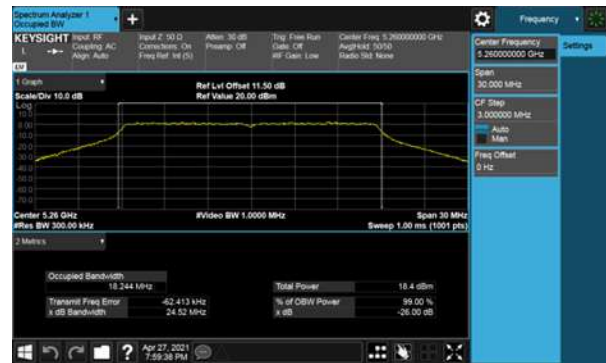 Spectrum Analyzer 1
Occupied BW
Frequency
KEYSIGHT
Input: RF
Coupling: AC
Align: Auto
Input Z: 50 Ω
Corrections: On
Freq Ref: Int (S)
Atten: 30 dB
Preamp: Off
Trig: Free Run
Gate: Off
#IF Gain: Low
Center Freq: 5.260000000 GHz
Avg|Hold: 50/50
Radio Std: None
Center Frequency
5.260000000 GHz
Settings
Span
30.000 MHz
CF Step
3.000000 MHz
Auto
Man
Freq Offset
0 Hz
1 Graph
Scale/Div 10.0 dB
Ref Lvl Offset 11.50 dB
Ref Value 20.00 dBm
Log
Center 5.26 GHz
#Res BW 300.00 kHz
#Video BW 1.0000 MHz
Span 30 MHz
Sweep 1.00 ms (1001 pts)
2 Metrics
Occupied Bandwidth
18.244 MHz
Total Power
18.4 dBm
Transmit Freq Error
-62.413 kHz
% of OBW Power
99.00 %
x dB Bandwidth
24.52 MHz
x dB
-26.00 dB
Apr 27, 2021
7:59:38 PM